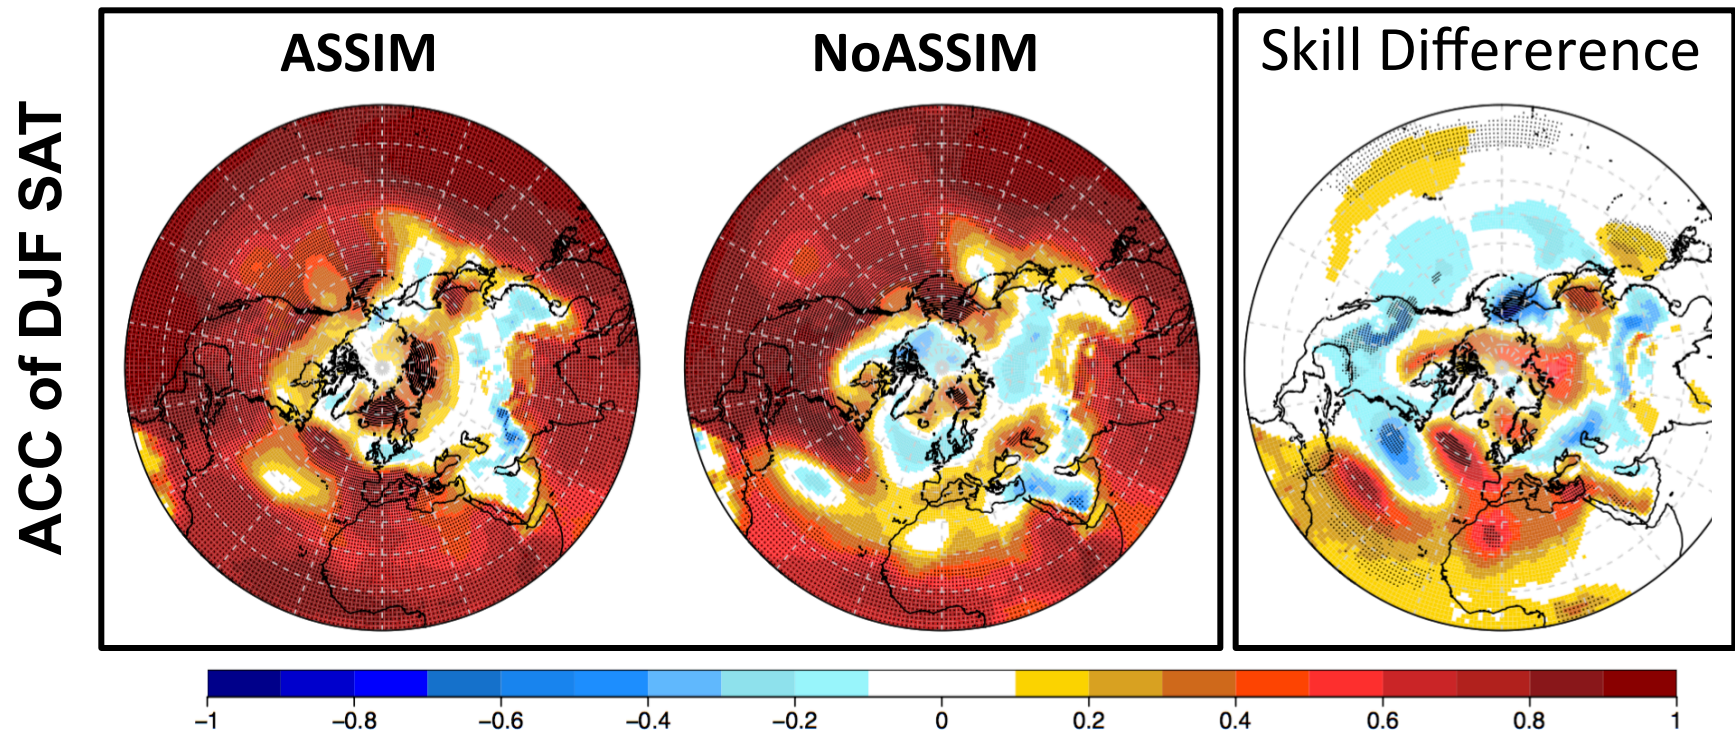 ASSIM
NoASSIM
Skill Differerence
ACC of DJF SAT
−1 −0.8 −0.6 −0.4 −0.2 0 0.2 0.4 0.6 0.8 1